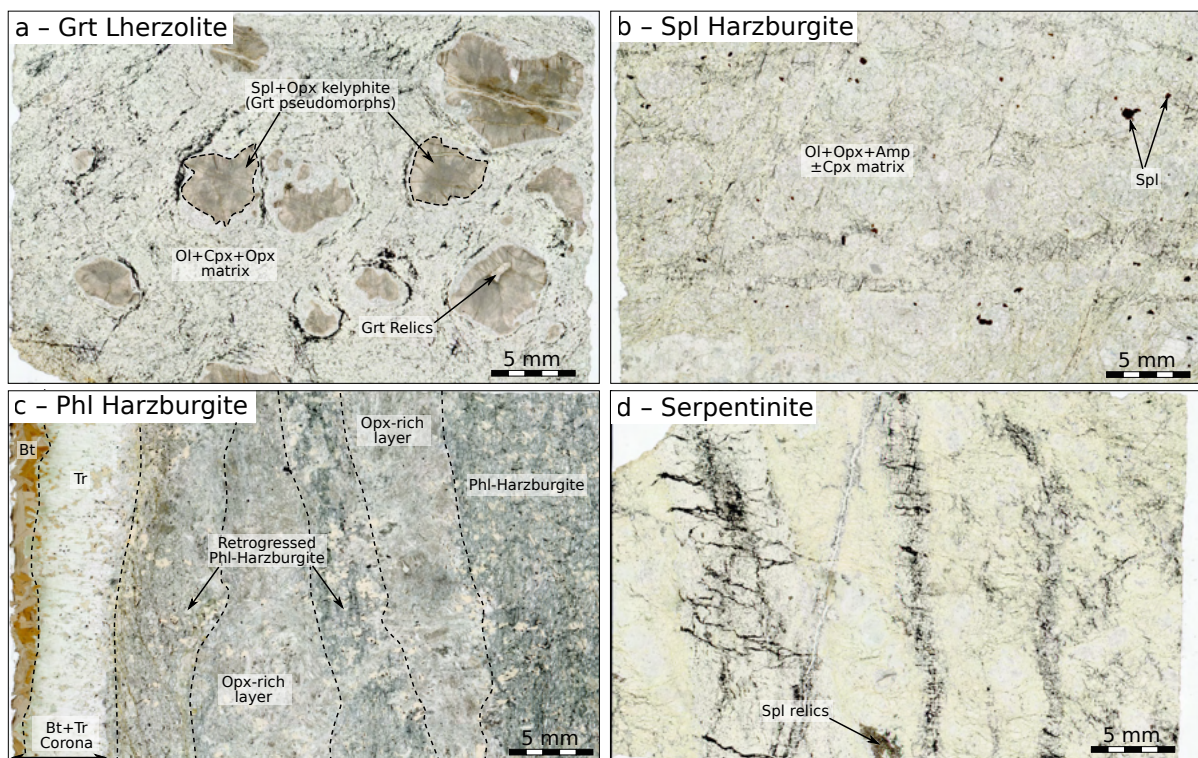 a – Grt Lherzolite
Spl+Opx kelyphite
(Grt pseudomorphs)
Ol+Cpx+Opx
matrix
Grt Relics
5 mm
b – Spl Harzburgite
Ol+Opx+Amp
±Cpx matrix
Spl
5 mm
c – Phl Harzburgite
Bt
Tr
Opx-rich
layer
Phl-Harzburgite
Retrogressed
Phl-Harzburgite
Opx-rich
layer
Bt+Tr
Corona
5 mm
d – Serpentinite
Spl relics
5 mm